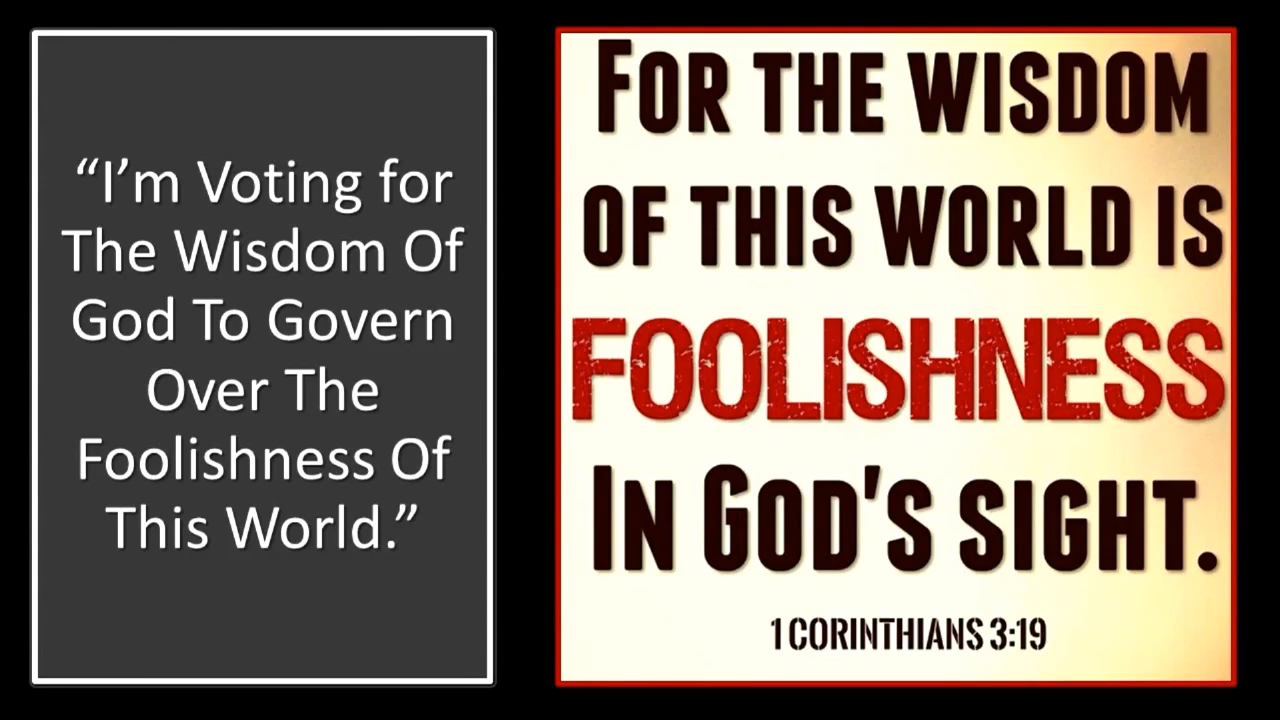 “I’m Voting for
The Wisdom Of
God To Govern
Over The
Foolishness Of
This World.”
FOR THE WISDOM
OF THIS WORLD IS
FOOLISHNESS
IN GOD'S SIGHT.
1 CORINTHIANS 3:19